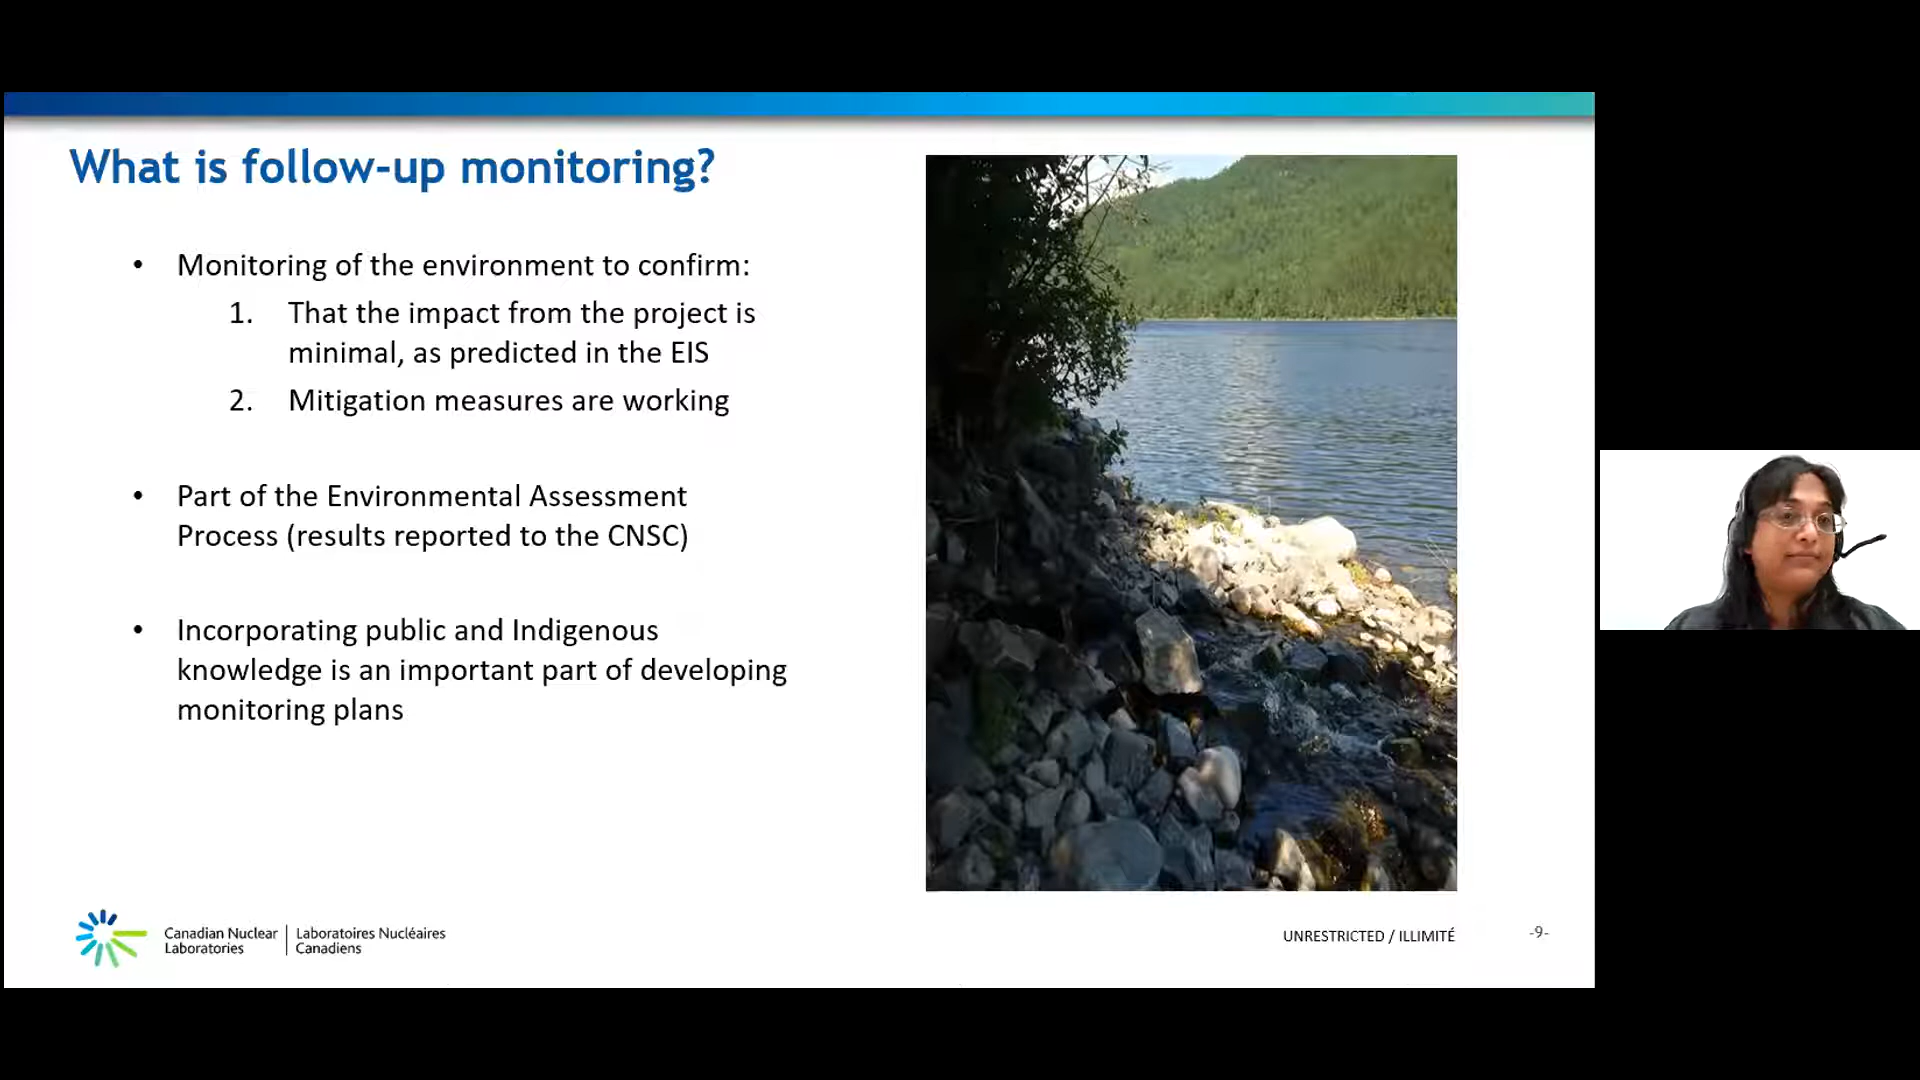 What is follow-up monitoring?
• Monitoring of the environment to confirm:
1. That the impact from the project is
minimal, as predicted in the EIS
2. Mitigation measures are working
• Part of the Environmental Assessment
Process (results reported to the CNSC)
• Incorporating public and Indigenous
knowledge is an important part of developing
monitoring plans
Canadian Nuclear
Laboratories
Laboratoires Nucléaires
Canadiens
UNRESTRICTED / ILLIMITÉ
-9-